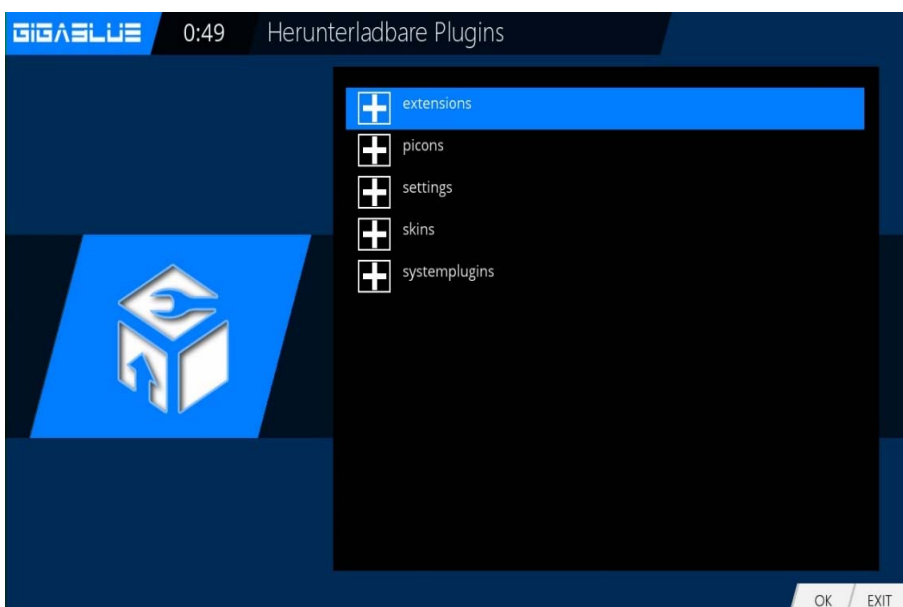 GIGABLUE 0:49 Herunterladbare Plugins
extensions
picons
settings
skins
systemplugins
OK EXIT